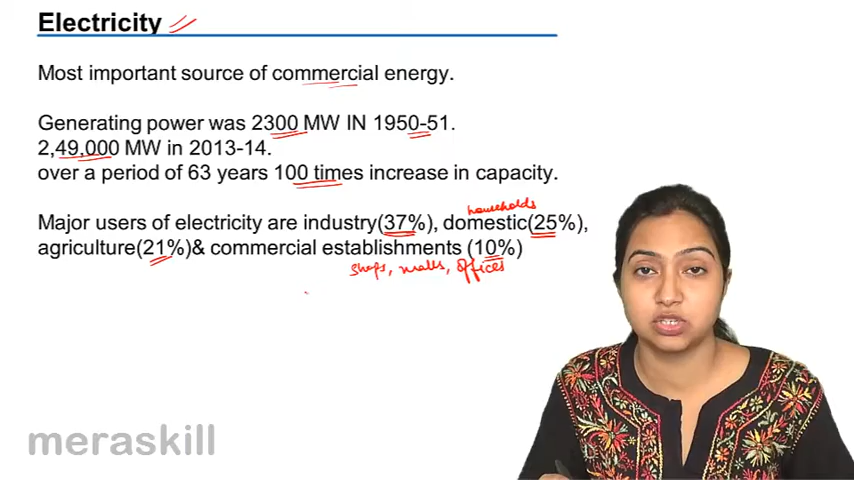 Electricity
Most important source of commercial energy.
Generating power was 2300 MW IN 1950-51.
2,49,000 MW in 2013-14.
over a period of 63 years 100 times increase in capacity.
households
Major users of electricity are industry(37%), domestic(25%),
agriculture(21%)& commercial establishments (10%)
shops, malls, offices
meraskill